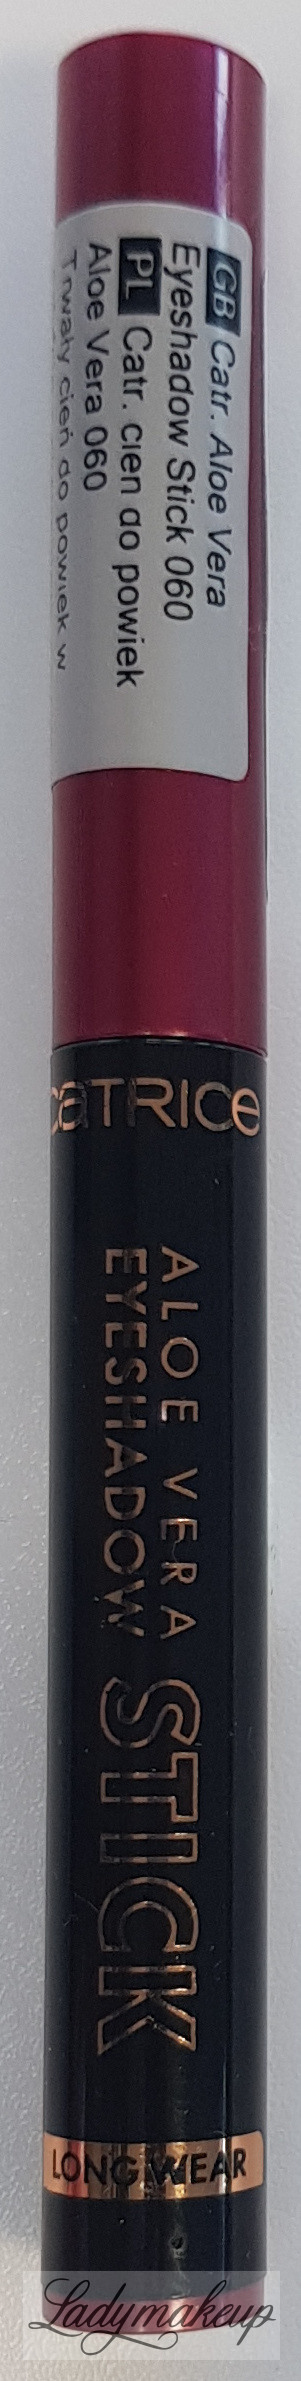 GB Catr. Aloe Vera
Eyeshadow Stick 060
PL Catr. cien do powiek
Aloe Vera 060
Trwały cień do powiek w
CATRICE
ALOE VERA
EYESHADOW
STICK
LONG WEAR
Ladymakeup